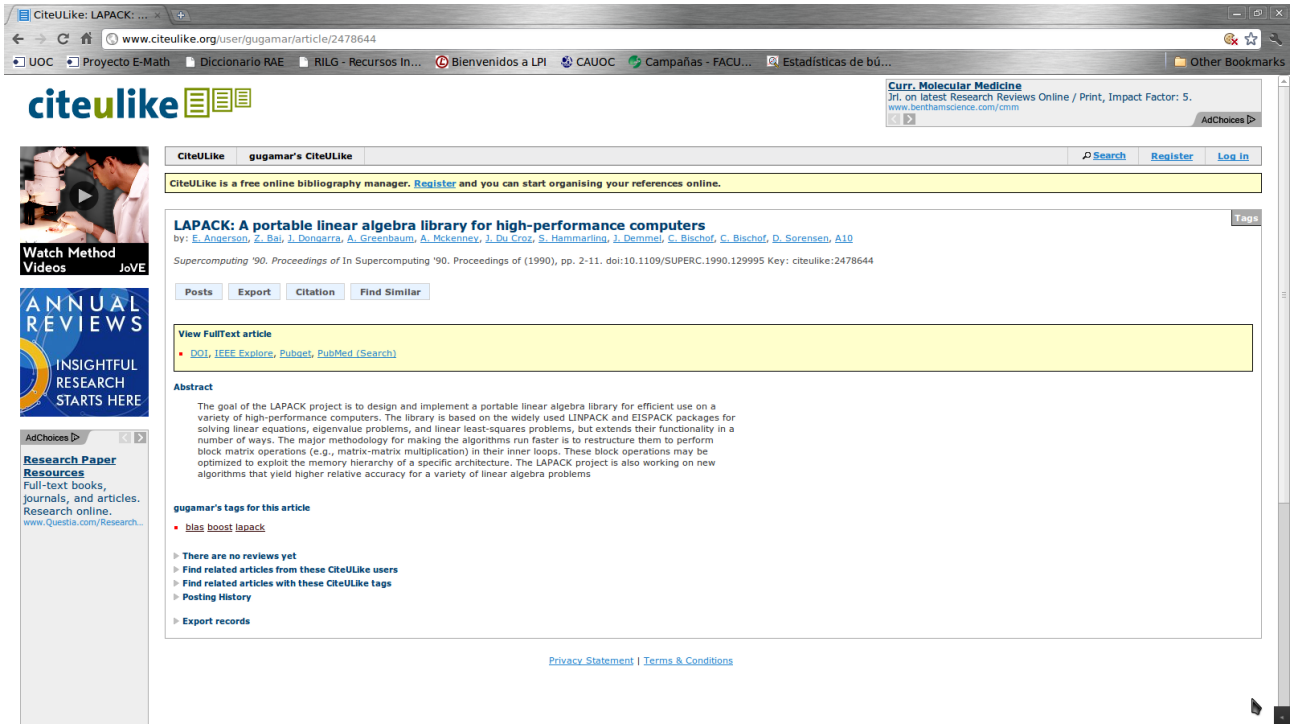 CiteULike: LAPACK: ...
www.citeulike.org/user/gugamar/article/2478644
UOC Proyecto E-Math Diccionario RAE RILG - Recursos In... Bienvenidos a LPI CAUOC Campañas - FACU... Estadísticas de bú... Other Bookmarks
citeulike
Curr. Molecular Medicine
Jrl. on latest Research Reviews Online / Print, Impact Factor: 5.
www.benthamscience.com/cmm
AdChoices
CiteULike gugamar's CiteULike Search Register Log in
CiteULike is a free online bibliography manager. Register and you can start organising your references online.
Watch Method
Videos JoVE
ANNUAL
REVIEWS
INSIGHTFUL
RESEARCH
STARTS HERE
AdChoices
Research Paper
Resources
Full-text books,
journals, and articles.
Research online.
www.Questia.com/Research...
Tags
LAPACK: A portable linear algebra library for high-performance computers
by: E. Angerson, Z. Bai, J. Dongarra, A. Greenbaum, A. Mckenney, J. Du Croz, S. Hammarling, J. Demmel, C. Bischof, C. Bischof, D. Sorensen, A10
Supercomputing '90. Proceedings of In Supercomputing '90. Proceedings of (1990), pp. 2-11. doi:10.1109/SUPERC.1990.129995 Key: citeulike:2478644
Posts Export Citation Find Similar
View FullText article
DOI, IEEE Explore, Pubget, PubMed (Search)
Abstract
The goal of the LAPACK project is to design and implement a portable linear algebra library for efficient use on a
variety of high-performance computers. The library is based on the widely used LINPACK and EISPACK packages for
solving linear equations, eigenvalue problems, and linear least-squares problems, but extends their functionality in a
number of ways. The major methodology for making the algorithms run faster is to restructure them to perform
block matrix operations (e.g., matrix-matrix multiplication) in their inner loops. These block operations may be
optimized to exploit the memory hierarchy of a specific architecture. The LAPACK project is also working on new
algorithms that yield higher relative accuracy for a variety of linear algebra problems
gugamar's tags for this article
blas boost lapack
There are no reviews yet
Find related articles from these CiteULike users
Find related articles with these CiteULike tags
Posting History
Export records
Privacy Statement | Terms & Conditions